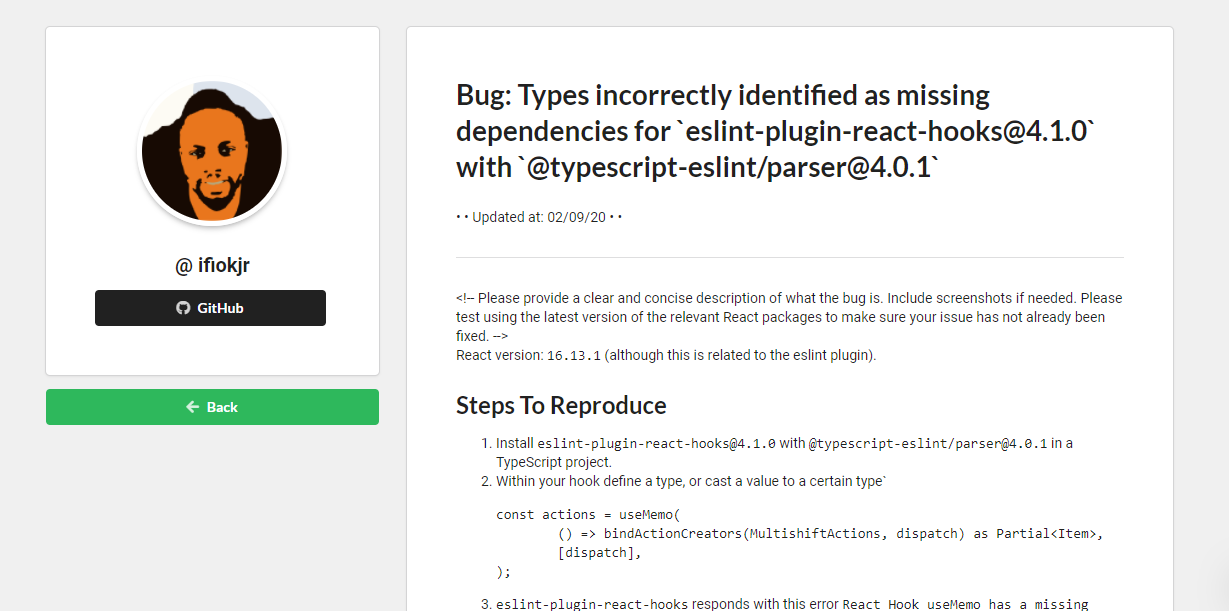 @ ifiokjr
GitHub
Back
Bug: Types incorrectly identified as missing
dependencies for `eslint-plugin-react-hooks@4.1.0`
with `@typescript-eslint/parser@4.0.1`
• • Updated at: 02/09/20 • •
<!-- Please provide a clear and concise description of what the bug is. Include screenshots if needed. Please
test using the latest version of the relevant React packages to make sure your issue has not already been
fixed. -->
React version: 16.13.1 (although this is related to the eslint plugin).
Steps To Reproduce
1. Install eslint-plugin-react-hooks@4.1.0 with @typescript-eslint/parser@4.0.1 in a
TypeScript project.
2. Within your hook define a type, or cast a value to a certain type`
const actions = useMemo(
() => bindActionCreators(MultishiftActions, dispatch) as Partial<Item>,
[dispatch],
);
3. eslint-plugin-react-hooks responds with this error React Hook useMemo has a missing